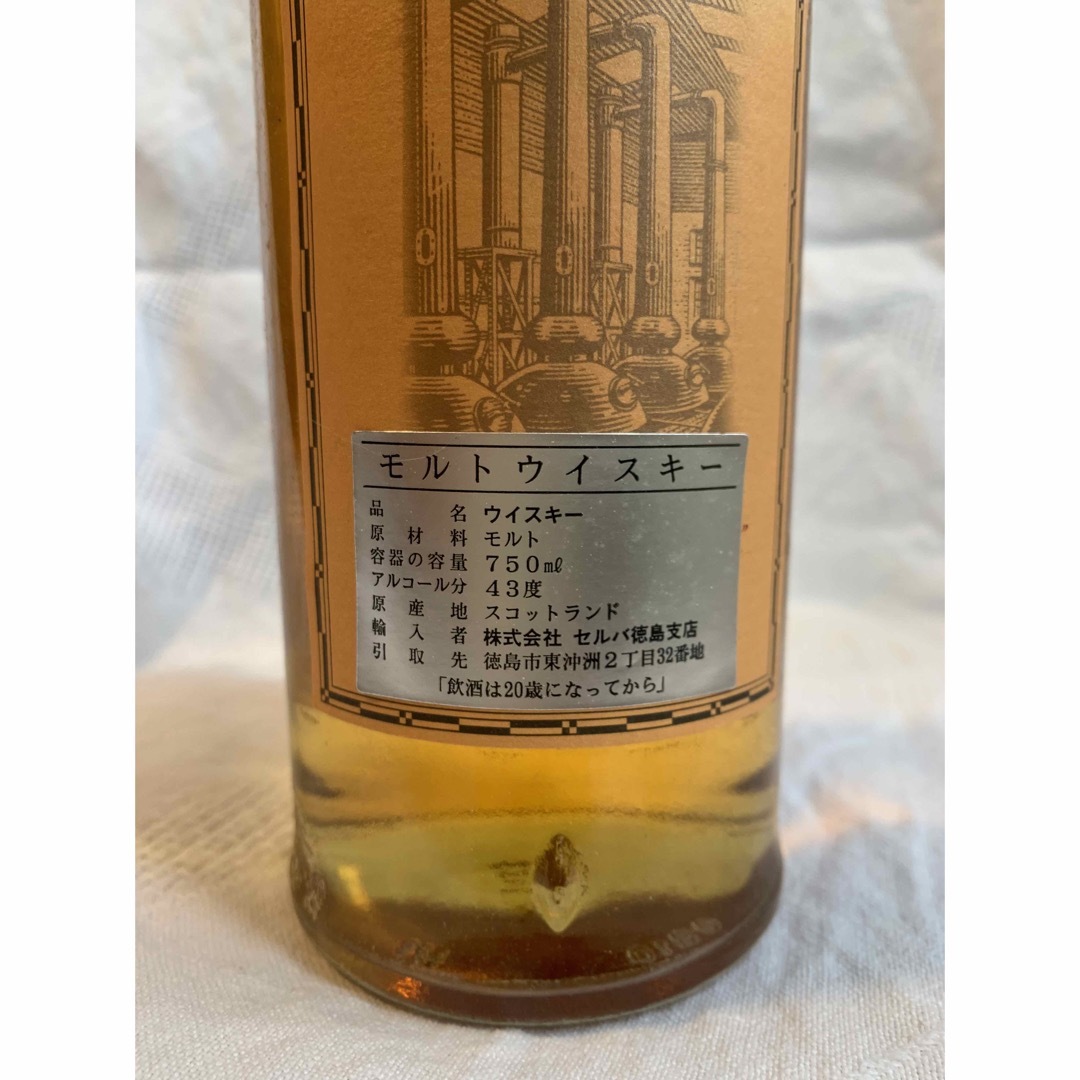 モルトウイスキー
品名 ウイスキー
原材料 モルト
容器の容量 750㎖
アルコール分 43度
原産地 スコットランド
輸入者 株式会社 セルバ徳島支店
引取先 徳島市東沖洲2丁目32番地
「飲酒は20歳になってから」